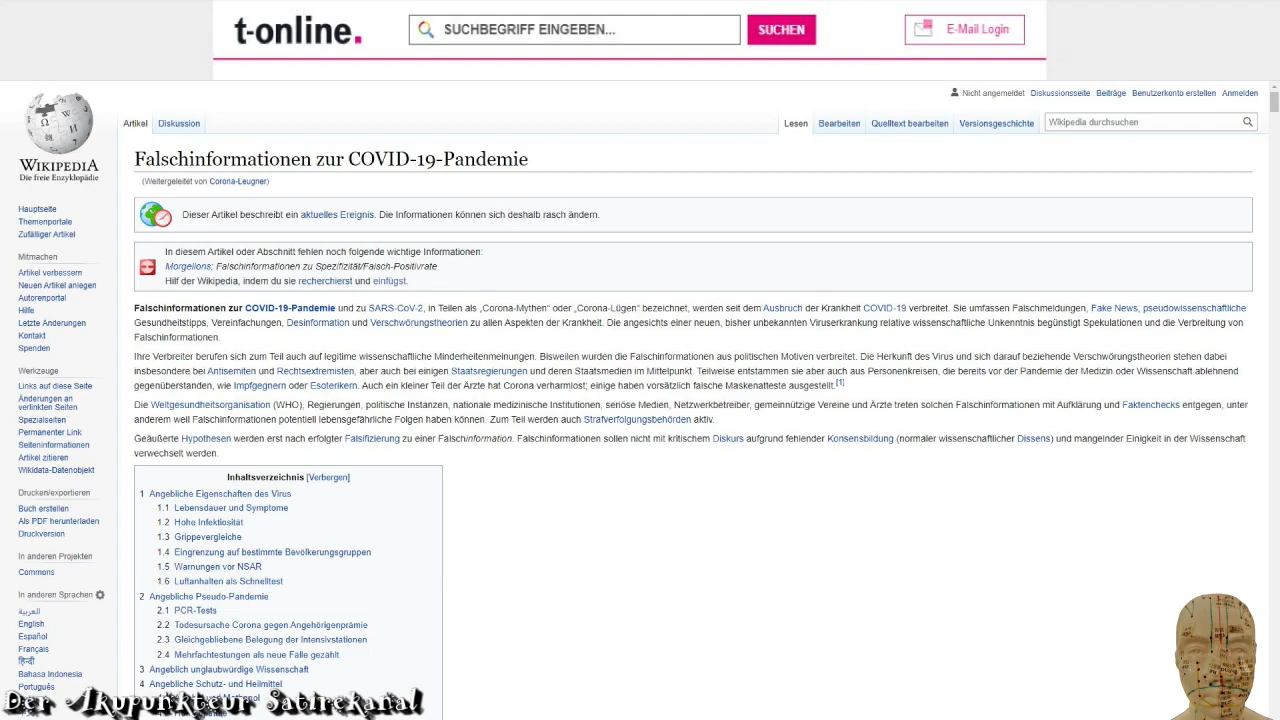 t-online.
SUCHBEGRIFF EINGEBEN...
SUCHEN
E-Mail Login
Nicht angemeldet Diskussionsseite Beiträge Benutzerkonto erstellen Anmelden
Artikel Diskussion
Lesen Bearbeiten Quelltext bearbeiten Versionsgeschichte
Wikipedia durchsuchen
WIKIPEDIA
Die freie Enzyklopädie
Hauptseite
Themenportale
Zufälliger Artikel
Mitmachen
Artikel verbessern
Neuen Artikel anlegen
Autorenportal
Hilfe
Letzte Änderungen
Kontakt
Spenden
Werkzeuge
Links auf diese Seite
Änderungen an
verlinkten Seiten
Spezialseiten
Permanenter Link
Seiteninformationen
Artikel zitieren
Wikidata-Datenobjekt
Drucken/exportieren
Buch erstellen
Als PDF herunterladen
Druckversion
In anderen Projekten
Commons
In anderen Sprachen
العربية
English
Español
Français
हिन्दी
Bahasa Indonesia
Português
Falschinformationen zur COVID-19-Pandemie
(Weitergeleitet von Corona-Leugner)
Dieser Artikel beschreibt ein aktuelles Ereignis. Die Informationen können sich deshalb rasch ändern.
In diesem Artikel oder Abschnitt fehlen noch folgende wichtige Informationen:
Morgellons; Falschinformationen zu Spezifizität/Falsch-Positivrate
Hilf der Wikipedia, indem du sie recherchierst und einfügst.
Falschinformationen zur COVID-19-Pandemie und zu SARS-CoV-2, in Teilen als „Corona-Mythen" oder „Corona-Lügen" bezeichnet, werden seit dem Ausbruch der Krankheit COVID-19 verbreitet. Sie umfassen Falschmeldungen, Fake News, pseudowissenschaftliche
Gesundheitstipps, Vereinfachungen, Desinformation und Verschwörungstheorien zu allen Aspekten der Krankheit. Die angesichts einer neuen, bisher unbekannten Viruserkrankung relative wissenschaftliche Unkenntnis begünstigt Spekulationen und die Verbreitung von
Falschinformationen.
Ihre Verbreiter berufen sich zum Teil auch auf legitime wissenschaftliche Minderheitenmeinungen. Bisweilen wurden die Falschinformationen aus politischen Motiven verbreitet. Die Herkunft des Virus und sich darauf beziehende Verschwörungstheorien stehen dabei
insbesondere bei Antisemiten und Rechtsextremisten, aber auch bei einigen Staatsregierungen und deren Staatsmedien im Mittelpunkt. Teilweise entstammen sie aber auch aus Personenkreisen, die bereits vor der Pandemie der Medizin oder Wissenschaft ablehnend
gegenüberstanden, wie Impfgegnern oder Esoterikern. Auch ein kleiner Teil der Ärzte hat Corona verharmlost; einige haben vorsätzlich falsche Maskenatteste ausgestellt.[1]
Die Weltgesundheitsorganisation (WHO), Regierungen, politische Instanzen, nationale medizinische Institutionen, seriöse Medien, Netzwerkbetreiber, gemeinnützige Vereine und Ärzte treten solchen Falschinformationen mit Aufklärung und Faktenchecks entgegen, unter
anderem weil Falschinformationen potentiell lebensgefährliche Folgen haben können. Zum Teil werden auch Strafverfolgungsbehörden aktiv.
Geäußerte Hypothesen werden erst nach erfolgter Falsifizierung zu einer Falschinformation. Falschinformationen sollen nicht mit kritischem Diskurs aufgrund fehlender Konsensbildung (normaler wissenschaftlicher Dissens) und mangelnder Einigkeit in der Wissenschaft
verwechselt werden.
Inhaltsverzeichnis [Verbergen]
1 Angebliche Eigenschaften des Virus
1.1 Lebensdauer und Symptome
1.2 Hohe Infektiosität
1.3 Grippevergleiche
1.4 Eingrenzung auf bestimmte Bevölkerungsgruppen
1.5 Warnungen vor NSAR
1.6 Luftanhalten als Schnelltest
2 Angebliche Pseudo-Pandemie
2.1 PCR-Tests
2.2 Todesursache Corona gegen Angehörigenprämie
2.3 Gleichgebliebene Belegung der Intensivstationen
2.4 Mehrfachtestungen als neue Fälle gezählt
3 Angeblich unglaubwürdige Wissenschaft
4 Angebliche Schutz- und Heilmittel
Der Akupunkteur Satirekanal